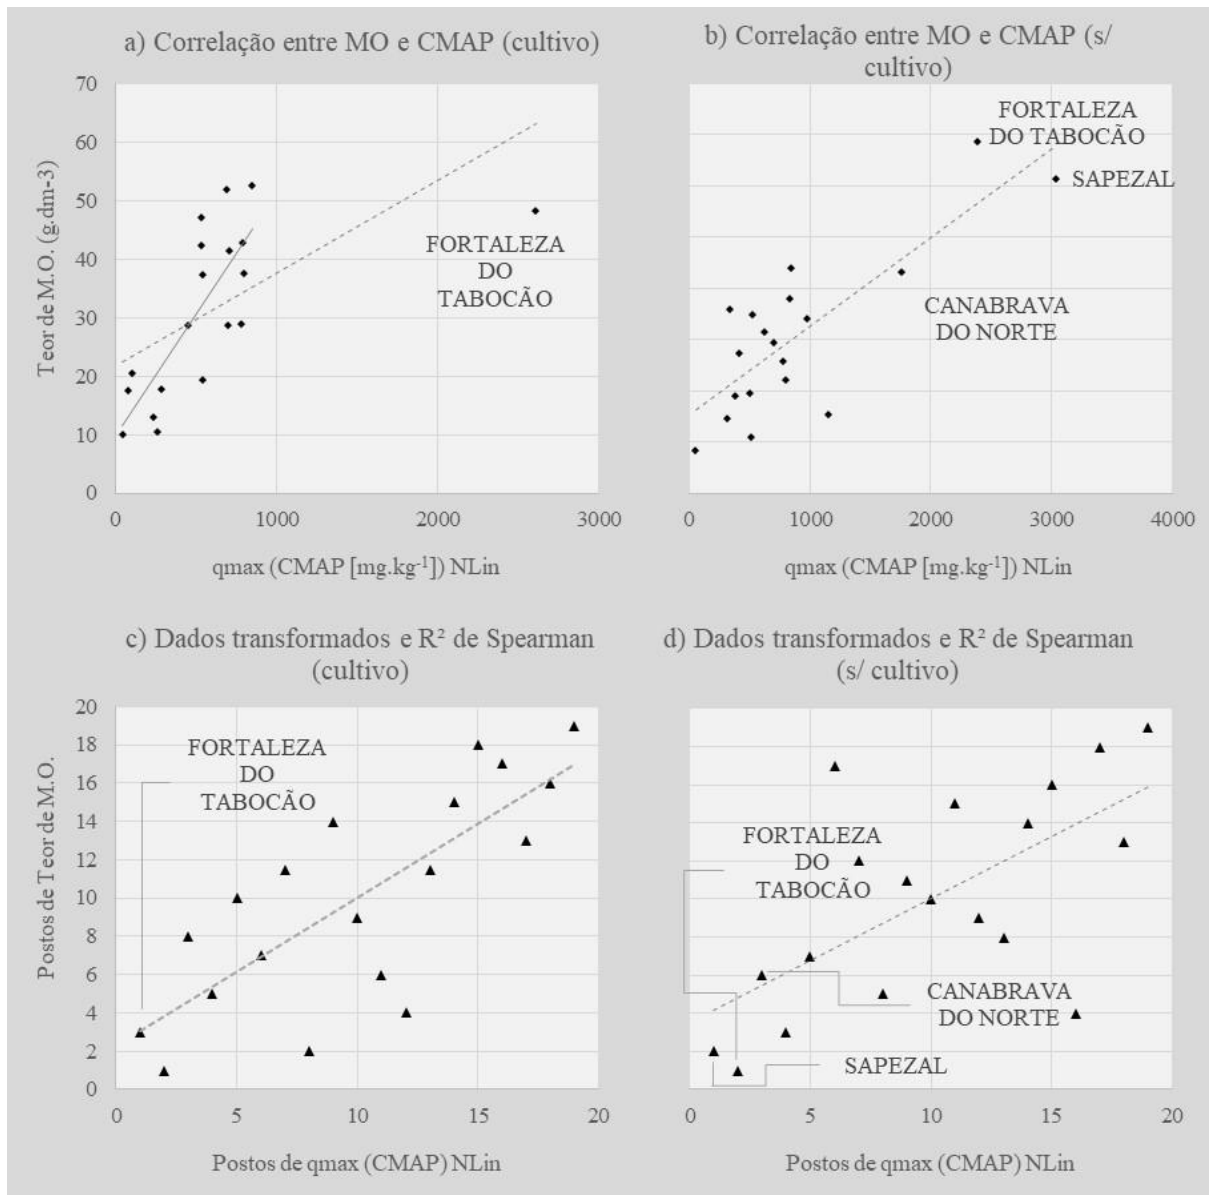 a) Correlação entre MO e CMAP (cultivo)
70
60
50
40
30
20
10
0
Teor de M.O. (g.dm-3)
FORTALEZA
DO
TABOCÃO
0 1000 2000 3000
qmax (CMAP [mg.kg-1]) NLin
b) Correlação entre MO e CMAP (s/
cultivo)
FORTALEZA
DO TABOCÃO
SAPEZAL
CANABRAVA
DO NORTE
0 1000 2000 3000 4000
qmax (CMAP [mg.kg-1]) NLin
c) Dados transformados e R² de Spearman
(cultivo)
20
18
16
14
12
10
8
6
4
2
0
Postos de Teor de M.O.
FORTALEZA
DO
TABOCÃO
0 5 10 15 20
Postos de qmax (CMAP) NLin
d) Dados transformados e R² de Spearman
(s/ cultivo)
FORTALEZA
DO
TABOCÃO
CANABRAVA
DO NORTE
SAPEZAL
0 5 10 15 20
Postos de qmax (CMAP) NLin